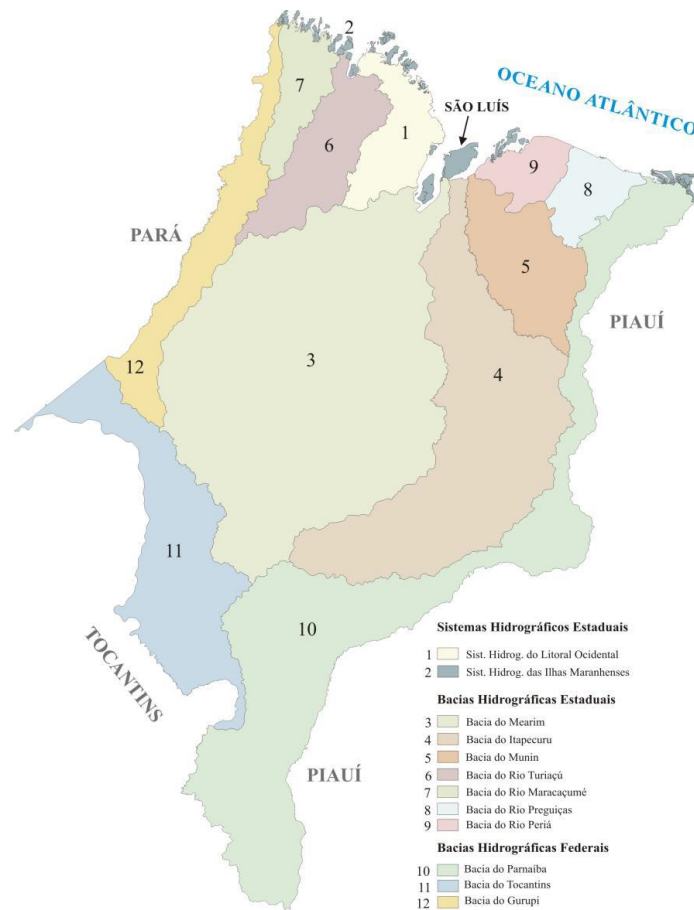 2
OCEANO ATLÂNTICO
7
SÃO LUÍS
1
6
9
8
PARÁ
5
PIAUÍ
3
12
4
11
10
TOCANTINS
PIAUÍ
Sistemas Hidrográficos Estaduais
1 Sist. Hidrog. do Litoral Ocidental
2 Sist. Hidrog. das Ilhas Maranhenses
Bacias Hidrográficas Estaduais
3 Bacia do Mearim
4 Bacia do Itapecuru
5 Bacia do Munin
6 Bacia do Rio Turiaçú
7 Bacia do Rio Maracaçumé
8 Bacia do Rio Preguiças
9 Bacia do Rio Periá
Bacias Hidrográficas Federais
10 Bacia do Parnaíba
11 Bacia do Tocantins
12 Bacia do Gurupi